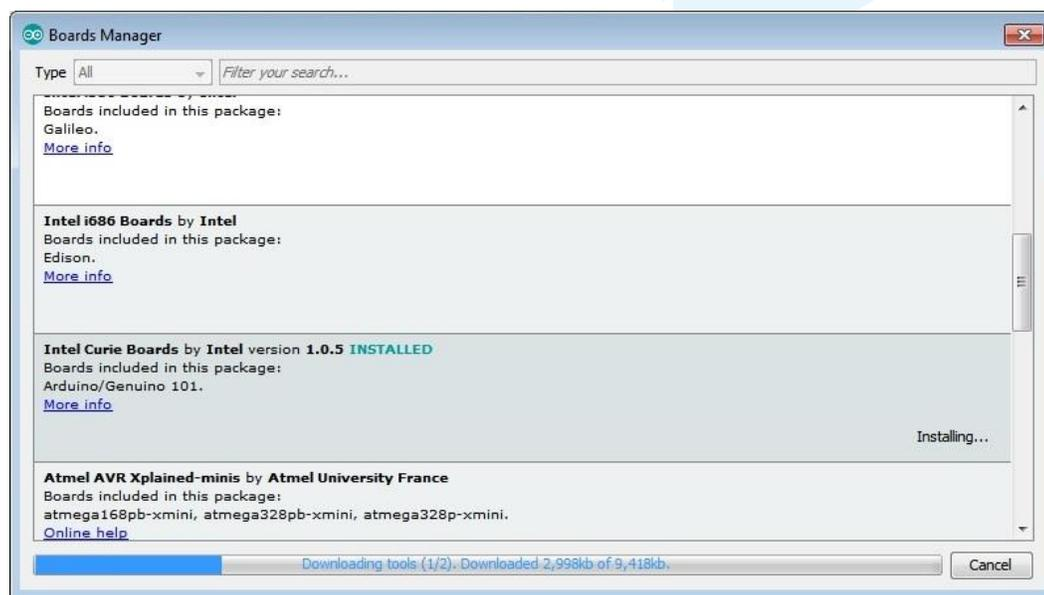 Boards Manager
Type All Filter your search...
Boards included in this package:
Galileo.
More info
Intel i686 Boards by Intel
Boards included in this package:
Edison.
More info
Intel Curie Boards by Intel version 1.0.5 INSTALLED
Boards included in this package:
Arduino/Genuino 101.
More info
Installing...
Atmel AVR Xplained-minis by Atmel University France
Boards included in this package:
atmega168pb-xmini, atmega328pb-xmini, atmega328p-xmini.
Online help
Downloading tools (1/2). Downloaded 2,998kb of 9,418kb.
Cancel